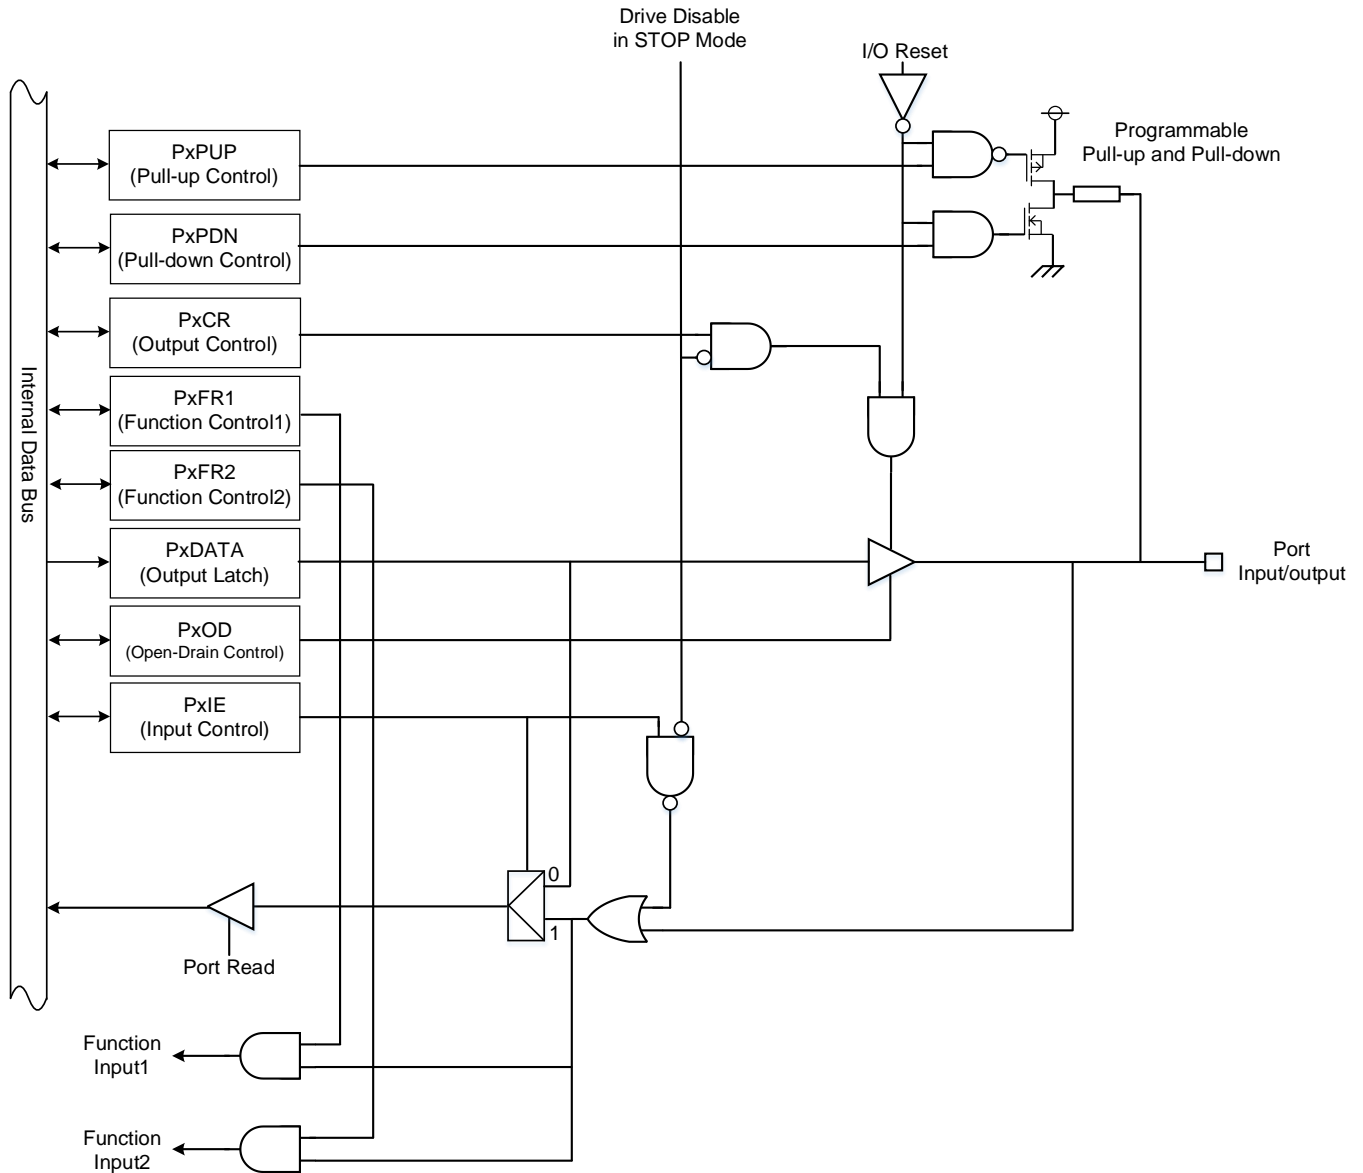 Drive Disable
in STOP Mode
I/O Reset
Programmable
Pull-up and Pull-down
PxPUP
(Pull-up Control)
PxPDN
(Pull-down Control)
PxCR
(Output Control)
Internal Data Bus
PxFR1
(Function Control1)
PxFR2
(Function Control2)
PxDATA
(Output Latch)
Port
Input/output
PxOD
(Open-Drain Control)
PxIE
(Input Control)
0
1
Port Read
Function
Input1
Function
Input2